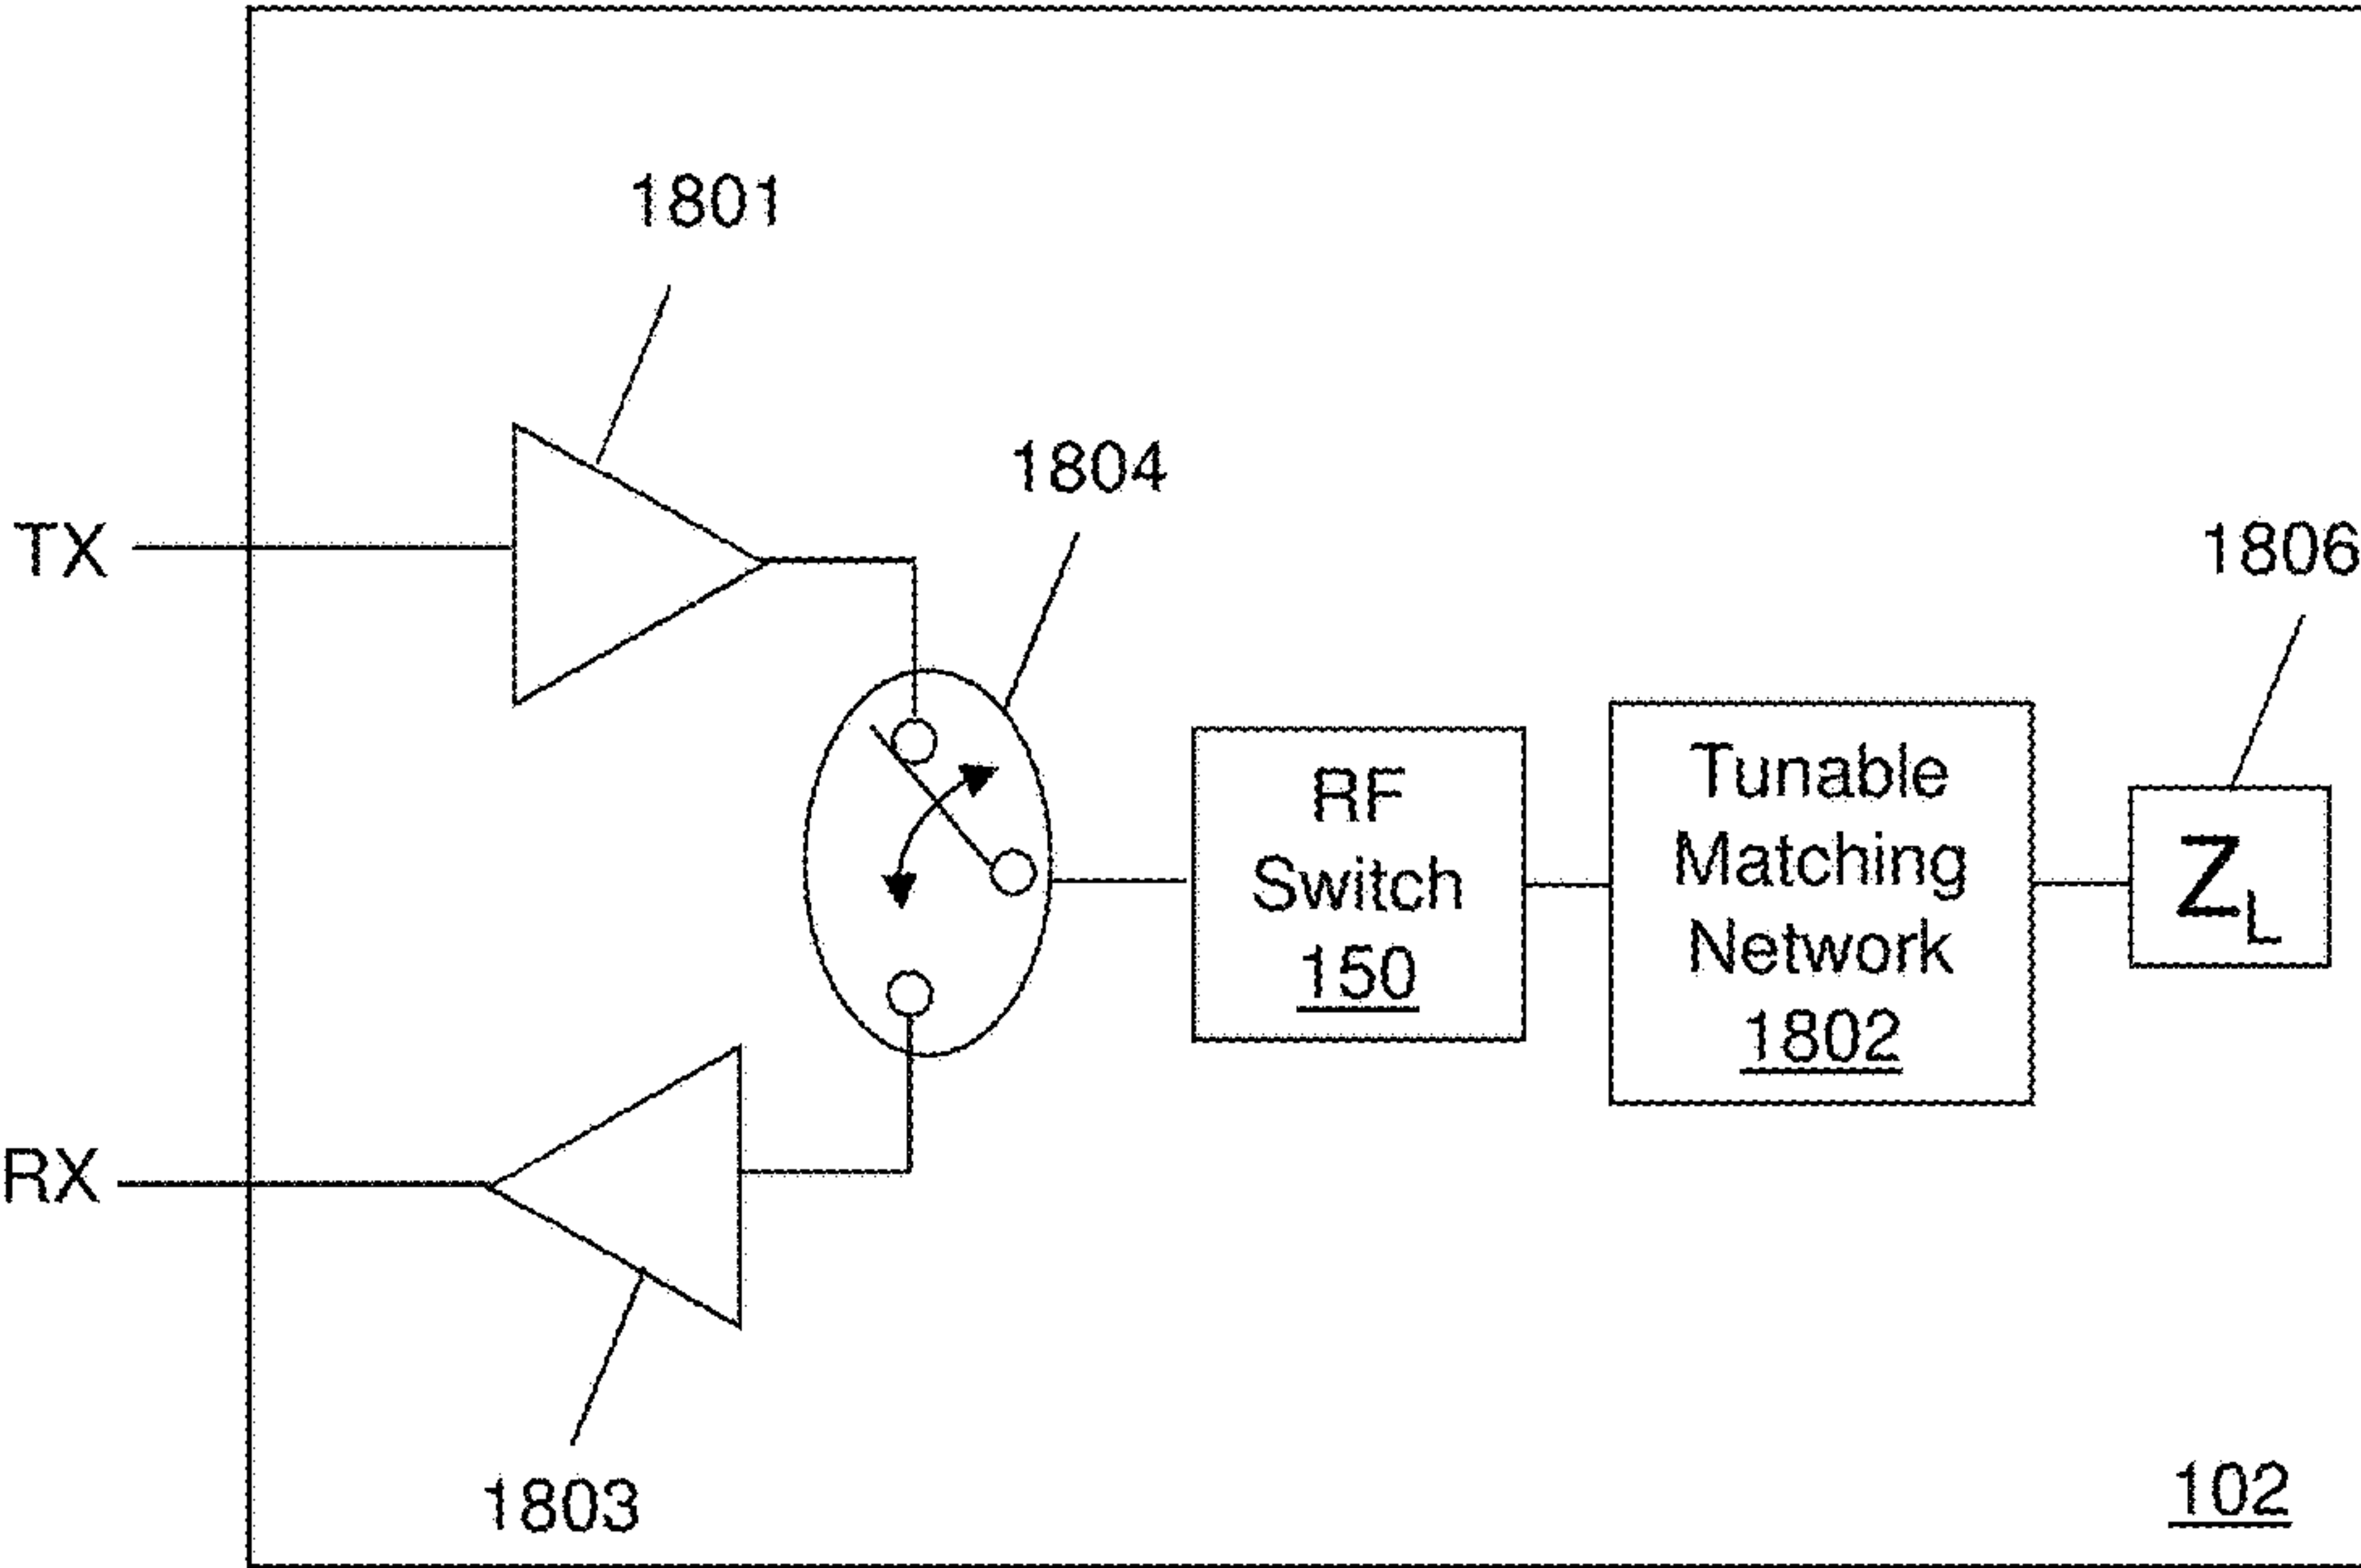 1801
1804
TX
1806
RF
Switch
150
Tunable
Matching
Network
1802
ZL
RX
1803
102